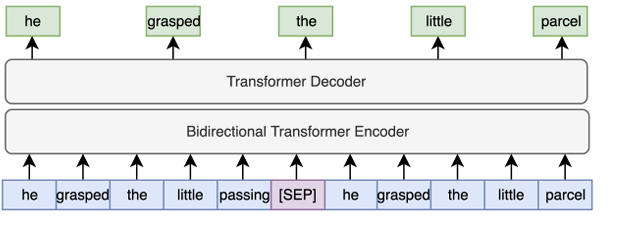 he grasped the little parcel
Transformer Decoder
Bidirectional Transformer Encoder
he grasped the little passing [SEP] he grasped the little parcel